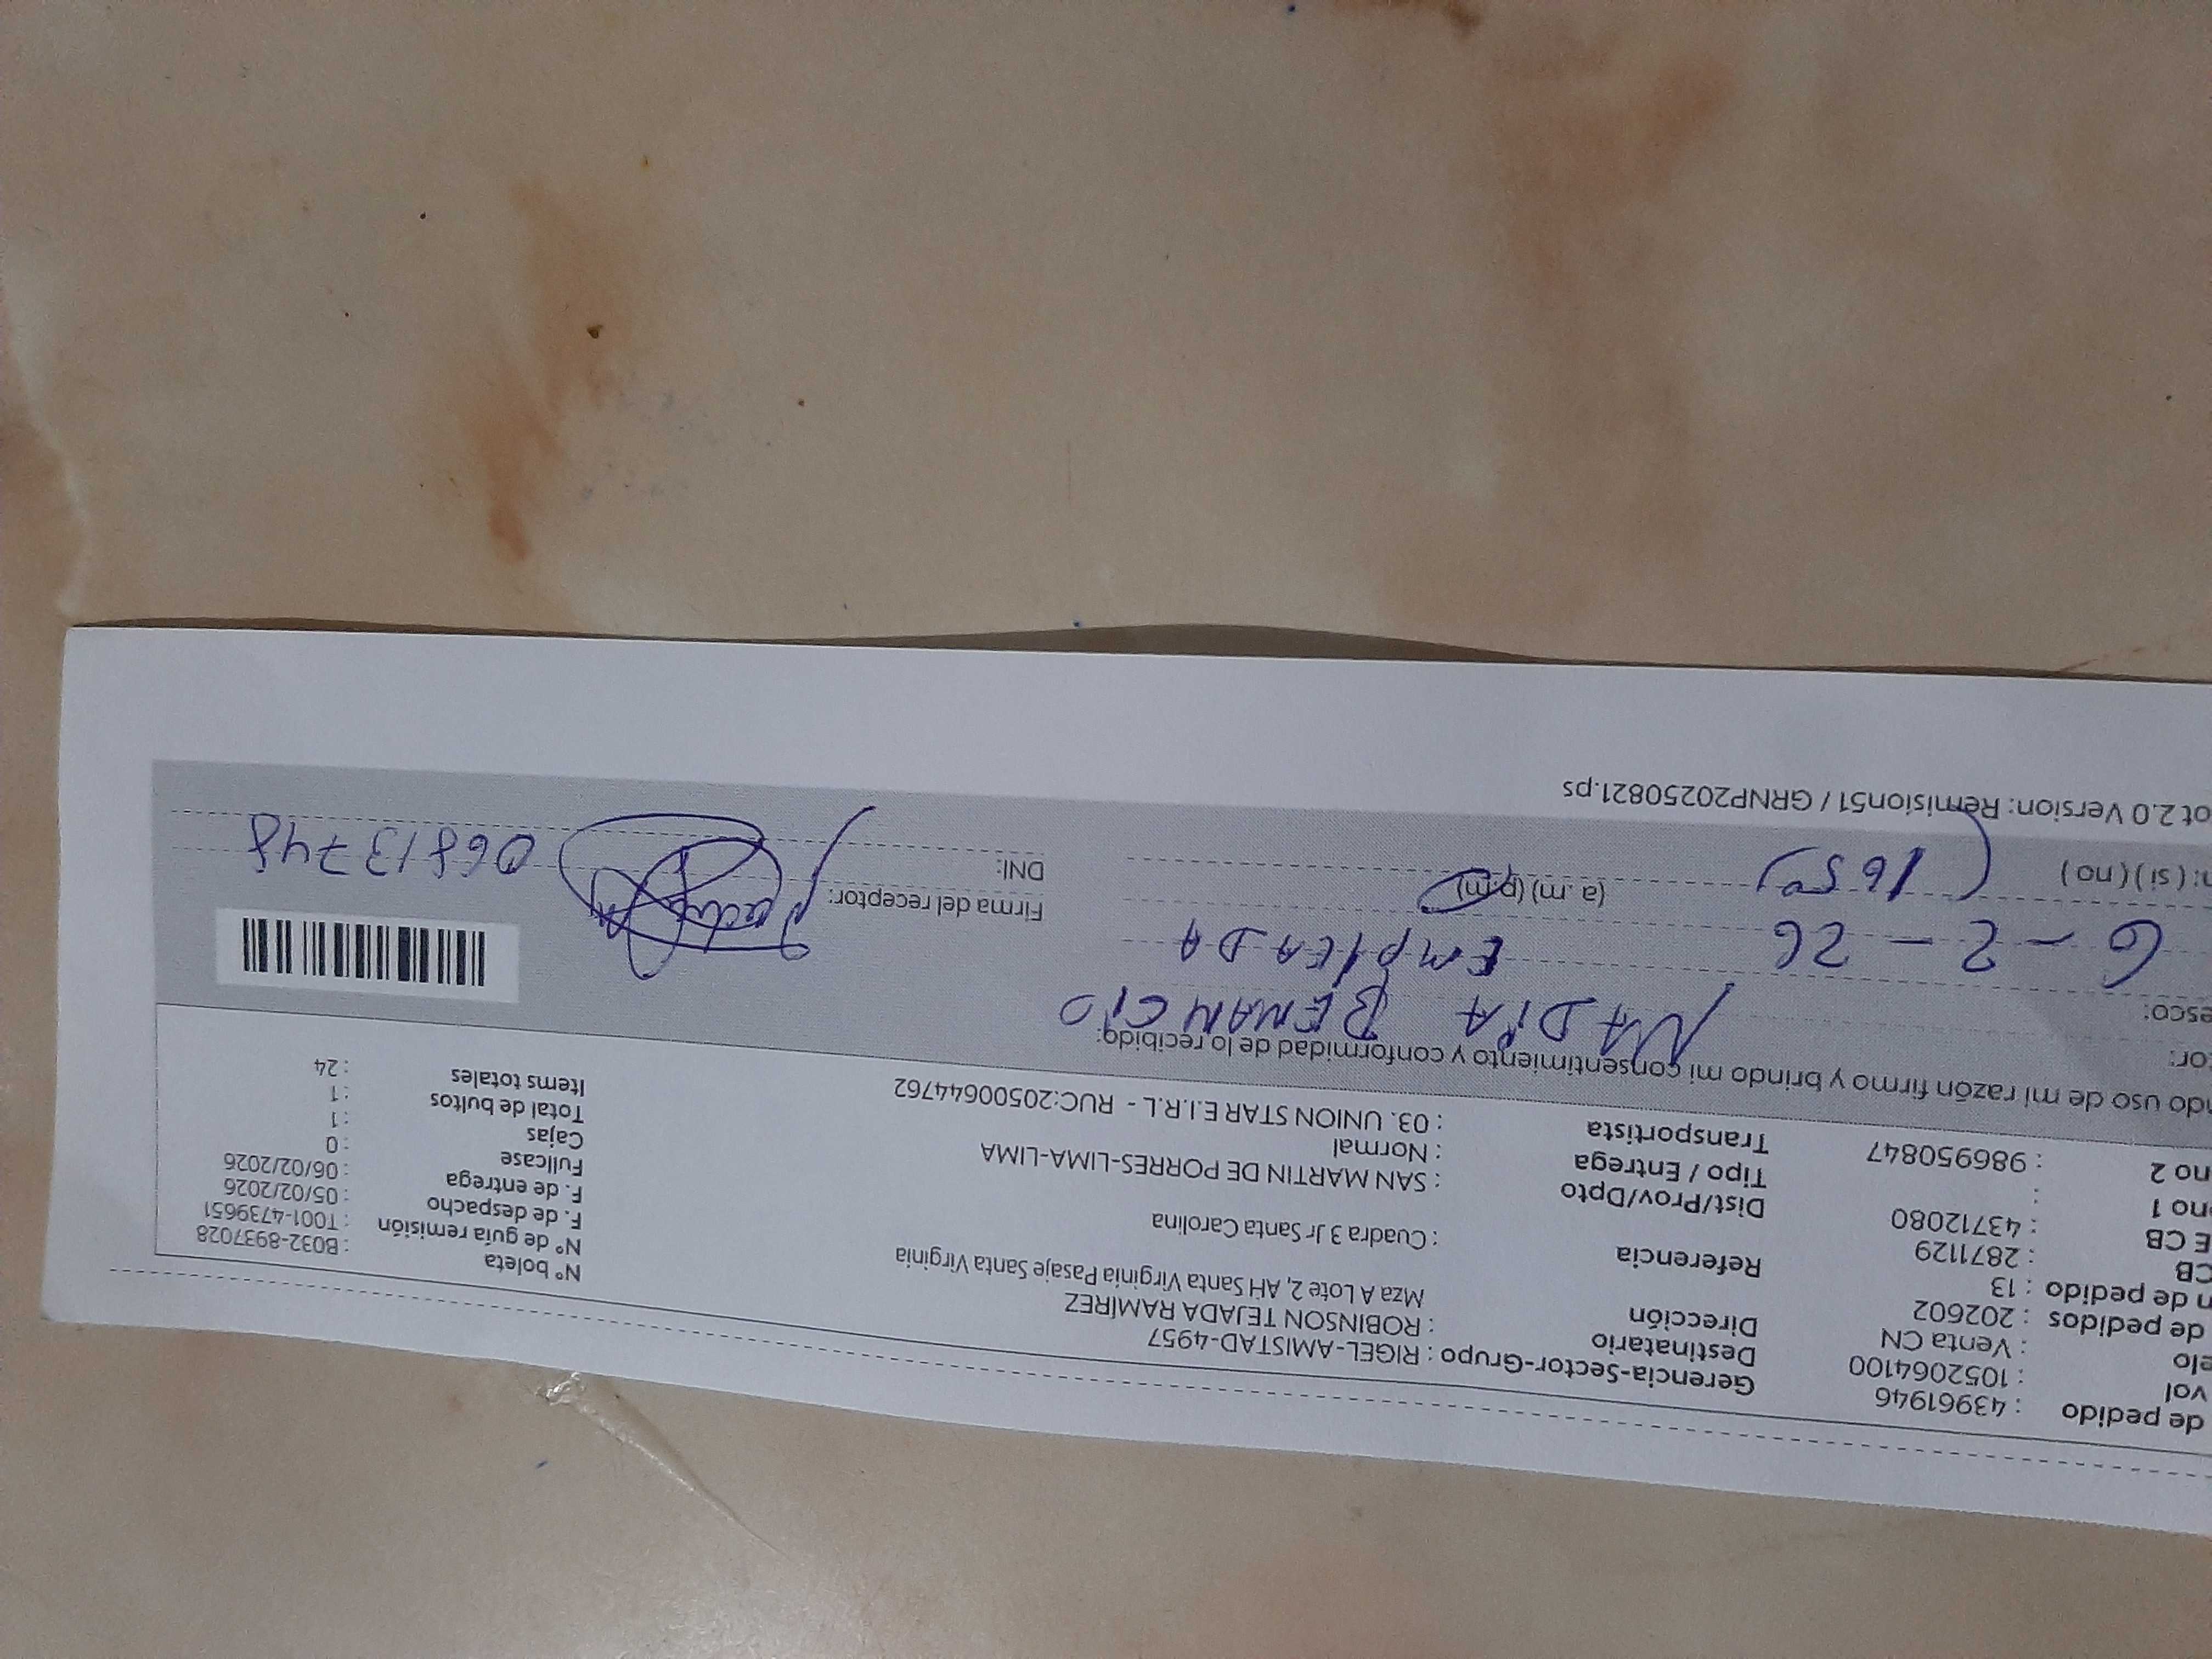 de pedido : 43961946 Gerencia-Sector-Grupo : RIGEL-AMISTAD-4957 N° boleta : B032-8937028
vol : 1052064100 Destinatario : ROBINSON TEJADA RAMÍREZ N° de guía remisión : T001-4739651
elo : Venta CN Dirección Mza A Lote 2, AH Santa Virginia Pasaje Santa Virginia F. de despacho : 05/02/2026
de pedidos : 202602 F. de entrega : 06/02/2026
n de pedido : 13 Referencia : Cuadra 3 Jr Santa Carolina Fullcase : 0
CB : 2871129 Cajas : 1
E CB : 43712080 Dist/Prov/Dpto : SAN MARTIN DE PORRES-LIMA-LIMA Total de bultos : 1
no 1 : Tipo / Entrega : Normal Items totales : 24
no 2 : 986950847 Transportista : 03. UNION STAR E.I.R.L - RUC:20500644762
ndo uso de mi razón firmo y brindo mi consentimiento y conformidad de lo recibido:
tor: NADIA BENANCIO
esco: EMPLEADA
6-2-26 (a.m) (p.m) Firma del receptor:
n: (si) (no) 1650 DNI: 06813748
ot 2.0 Version: Remision51 / GRNP20250821.ps